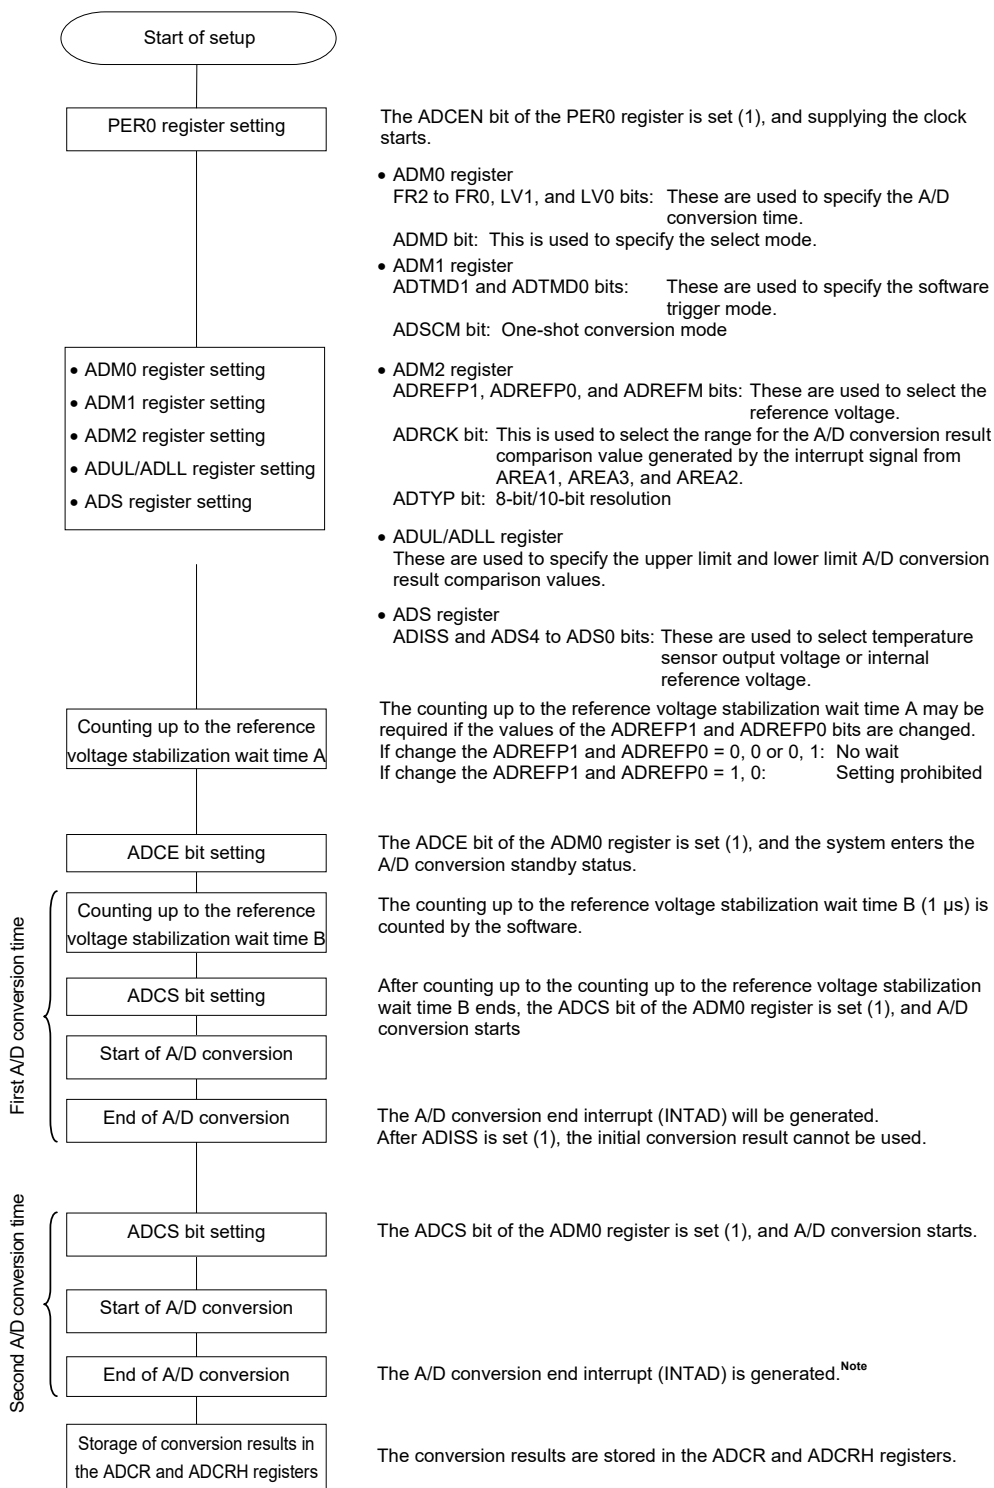 Start of setup
PER0 register setting
The ADCEN bit of the PER0 register is set (1), and supplying the clock
starts.
• ADM0 register
FR2 to FR0, LV1, and LV0 bits: These are used to specify the A/D
conversion time.
ADMD bit: This is used to specify the select mode.
• ADM1 register
ADTMD1 and ADTMD0 bits: These are used to specify the software
trigger mode.
ADSCM bit: One-shot conversion mode
• ADM0 register setting
• ADM1 register setting
• ADM2 register setting
• ADUL/ADLL register setting
• ADS register setting
• ADM2 register
ADREFP1, ADREFP0, and ADREFM bits: These are used to select the
reference voltage.
ADRCK bit: This is used to select the range for the A/D conversion result
comparison value generated by the interrupt signal from
AREA1, AREA3, and AREA2.
ADTYP bit: 8-bit/10-bit resolution
• ADUL/ADLL register
These are used to specify the upper limit and lower limit A/D conversion
result comparison values.
• ADS register
ADISS and ADS4 to ADS0 bits: These are used to select temperature
sensor output voltage or internal
reference voltage.
Counting up to the reference
voltage stabilization wait time A
The counting up to the reference voltage stabilization wait time A may be
required if the values of the ADREFP1 and ADREFP0 bits are changed.
If change the ADREFP1 and ADREFP0 = 0, 0 or 0, 1: No wait
If change the ADREFP1 and ADREFP0 = 1, 0: Setting prohibited
ADCE bit setting
The ADCE bit of the ADM0 register is set (1), and the system enters the
A/D conversion standby status.
First A/D conversion time
Counting up to the reference
voltage stabilization wait time B
The counting up to the reference voltage stabilization wait time B (1 µs) is
counted by the software.
ADCS bit setting
After counting up to the counting up to the reference voltage stabilization
wait time B ends, the ADCS bit of the ADM0 register is set (1), and A/D
conversion starts
Start of A/D conversion
End of A/D conversion
The A/D conversion end interrupt (INTAD) will be generated.
After ADISS is set (1), the initial conversion result cannot be used.
Second A/D conversion time
ADCS bit setting
The ADCS bit of the ADM0 register is set (1), and A/D conversion starts.
Start of A/D conversion
End of A/D conversion
The A/D conversion end interrupt (INTAD) is generated.Note
Storage of conversion results in
the ADCR and ADCRH registers
The conversion results are stored in the ADCR and ADCRH registers.